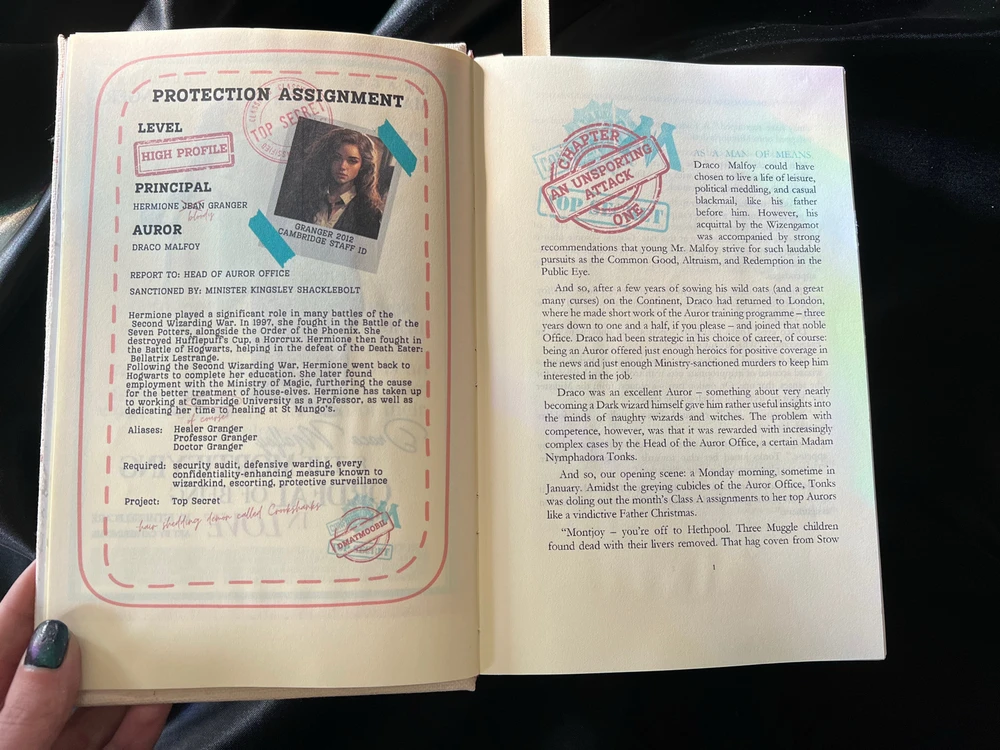 PROTECTION ASSIGNMENT
TOP SECRET
LEVEL
HIGH PROFILE
PRINCIPAL
HERMIONE JEAN GRANGER
bloody
AUROR
DRACO MALFOY
GRANGER 2012
CAMBRIDGE STAFF ID
REPORT TO: HEAD OF AUROR OFFICE
SANCTIONED BY: MINISTER KINGSLEY SHACKLEBOLT
Hermione played a significant role in many battles of the
Second Wizarding War. In 1997, she fought in the Battle of the
Seven Potters, alongside the Order of the Phoenix. She
destroyed Hufflepuff's Cup, a Horcrux. Hermione then fought in
the Battle of Hogwarts, helping in the defeat of the Death Eater:
Bellatrix Lestrange.
Following the Second Wizarding War, Hermione went back to
Hogwarts to complete her education. She later found
employment with the Ministry of Magic, furthering the cause
for the better treatment of house-elves. Hermione has taken up
to working at Cambridge University as a Professor, as well as
dedicating her time to healing at St Mungo's.
of course
Aliases: Healer Granger
Professor Granger
Doctor Granger
Required: security audit, defensive warding, every
confidentiality-enhancing measure known to
wizardkind, escorting, protective surveillance
Project: Top Secret
hair shedding demon called Crookshanks
DMATMOOBIL
CHAPTER
AN UNSPORTING
ATTACK
ONE
TOP SECRET
AS A MAN OF MEANS,
Draco Malfoy could have
chosen to live a life of leisure,
political meddling, and casual
blackmail, like his father
before him. However, his
acquittal by the Wizengamot
was accompanied by strong
recommendations that young Mr. Malfoy strive for such laudable
pursuits as the Common Good, Altruism, and Redemption in the
Public Eye.
And so, after a few years of sowing his wild oats (and a great
many curses) on the Continent, Draco had returned to London,
where he made short work of the Auror training programme – three
years down to one and a half, if you please – and joined that noble
Office. Draco had been strategic in his choice of career, of course:
being an Auror offered just enough heroics for positive coverage in
the news and just enough Ministry-sanctioned murders to keep him
interested in the job.
Draco was an excellent Auror – something about very nearly
becoming a Dark wizard himself gave him rather useful insights into
the minds of naughty wizards and witches. The problem with
competence, however, was that it was rewarded with increasingly
complex cases by the Head of the Auror Office, a certain Madam
Nymphadora Tonks.
And so, our opening scene: a Monday morning, sometime in
January. Amidst the greying cubicles of the Auror Office, Tonks
was doling out the month's Class A assignments to her top Aurors
like a vindictive Father Christmas.
"Montjoy – you're off to Hethpool. Three Muggle children
found dead with their livers removed. That hag coven from Stow
1